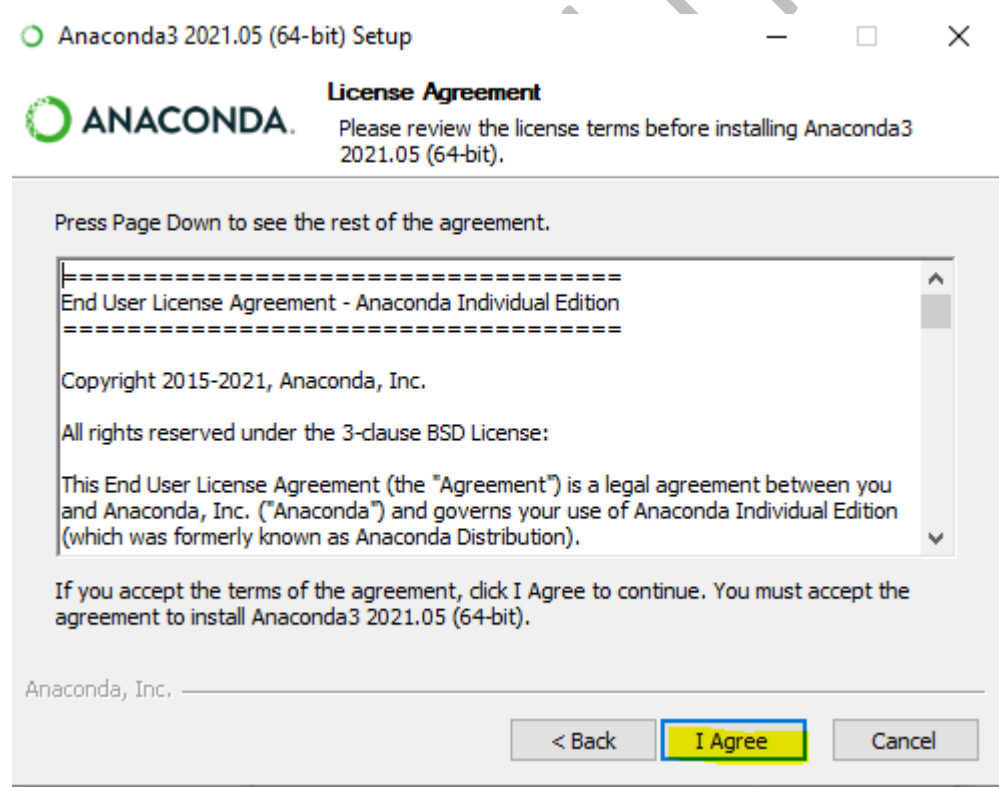 Anaconda3 2021.05 (64-bit) Setup
ANACONDA.
License Agreement
Please review the license terms before installing Anaconda3
2021.05 (64-bit).
Press Page Down to see the rest of the agreement.
===================================
End User License Agreement - Anaconda Individual Edition
===================================
Copyright 2015-2021, Anaconda, Inc.
All rights reserved under the 3-clause BSD License:
This End User License Agreement (the "Agreement") is a legal agreement between you
and Anaconda, Inc. ("Anaconda") and governs your use of Anaconda Individual Edition
(which was formerly known as Anaconda Distribution).
If you accept the terms of the agreement, click I Agree to continue. You must accept the
agreement to install Anaconda3 2021.05 (64-bit).
Anaconda, Inc.
< Back
I Agree
Cancel